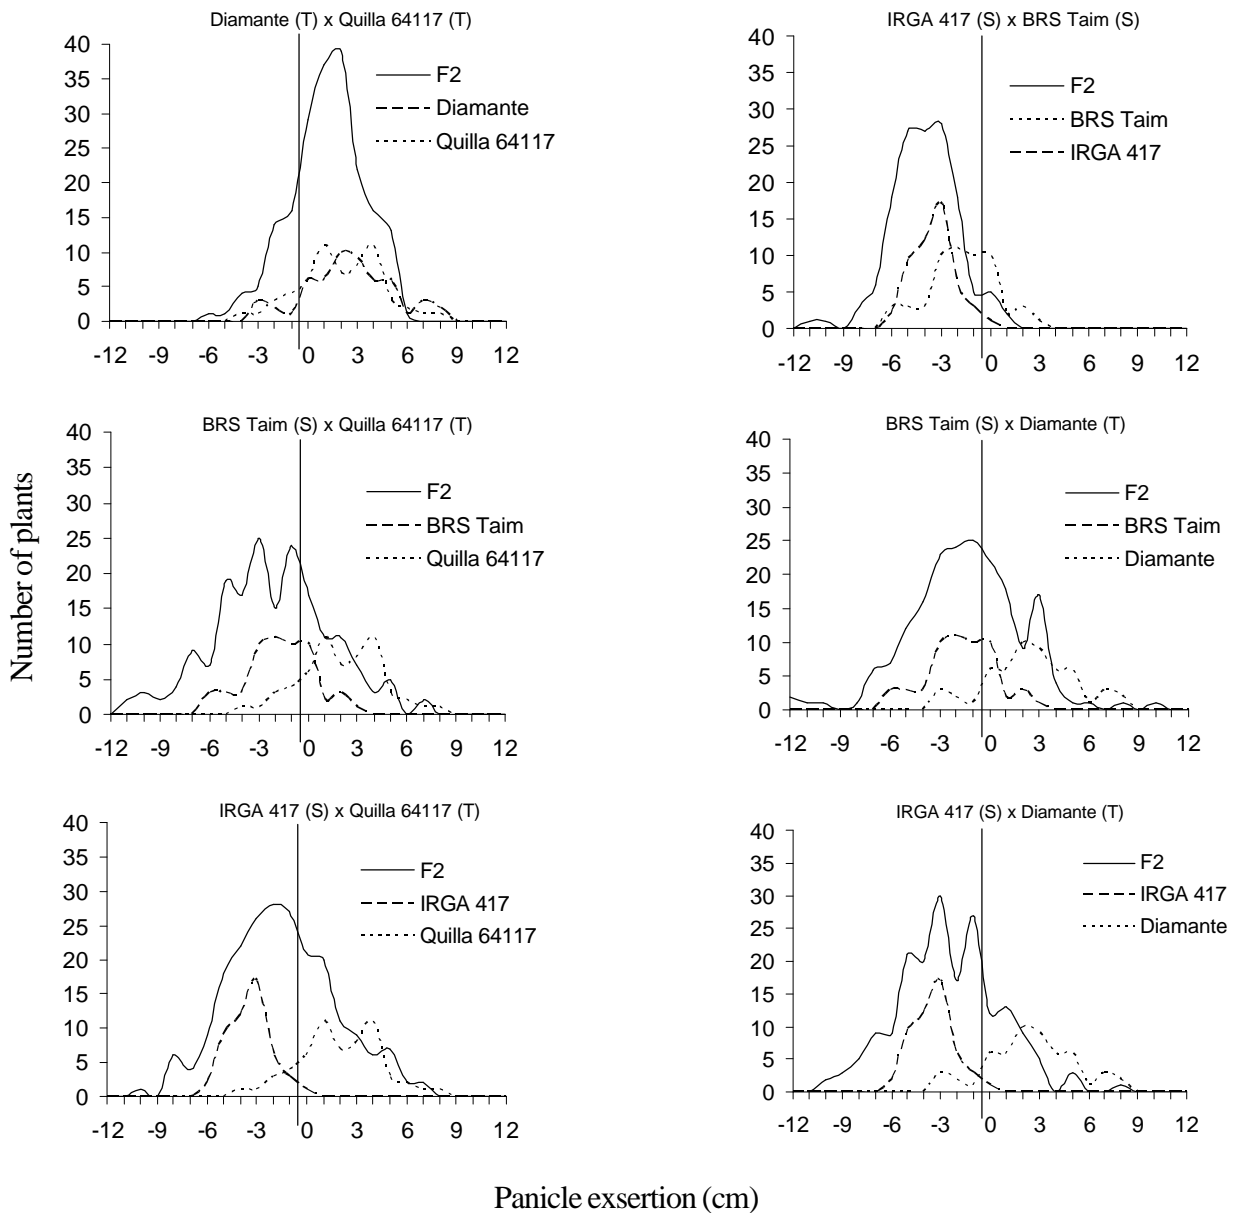 Diamante (T) x Quilla 64117 (T)
40
35
30
25
20
15
10
5
0
F2
Diamante
Quilla 64117
-12 -9 -6 -3 0 3 6 9 12
IRGA 417 (S) x BRS Taim (S)
40
35
30
25
20
15
10
5
0
F2
BRS Taim
IRGA 417
-12 -9 -6 -3 0 3 6 9 12
BRS Taim (S) x Quilla 64117 (T)
40
35
30
25
20
15
10
5
0
F2
BRS Taim
Quilla 64117
-12 -9 -6 -3 0 3 6 9 12
BRS Taim (S) x Diamante (T)
40
35
30
25
20
15
10
5
0
F2
BRS Taim
Diamante
-12 -9 -6 -3 0 3 6 9 12
Number of plants
IRGA 417 (S) x Quilla 64117 (T)
40
35
30
25
20
15
10
5
0
F2
IRGA 417
Quilla 64117
-12 -9 -6 -3 0 3 6 9 12
IRGA 417 (S) x Diamante (T)
40
35
30
25
20
15
10
5
0
F2
IRGA 417
Diamante
-12 -9 -6 -3 0 3 6 9 12
Panicle exsertion (cm)